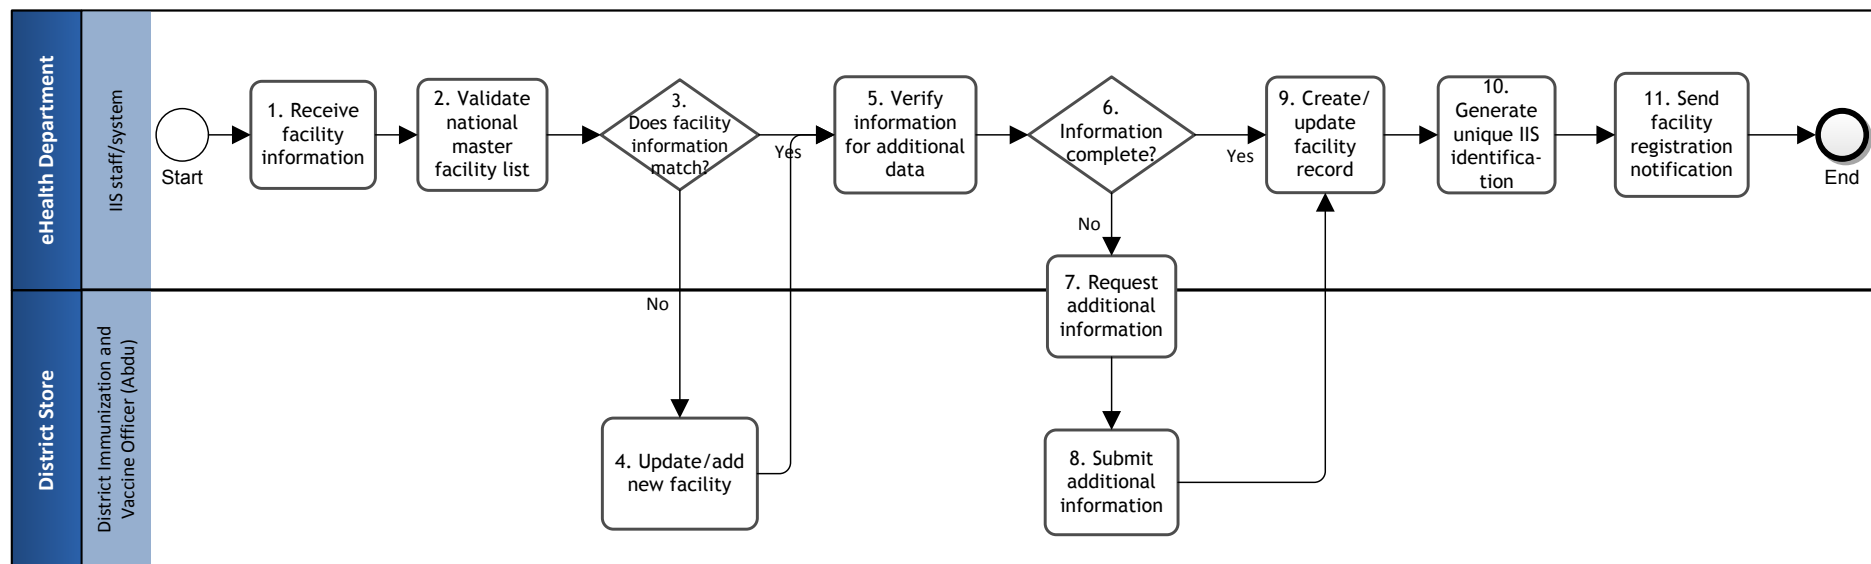 eHealth Department
IIS staff/system
Start
1. Receive
facility
information
2. Validate
national
master
facility list
3.
Does facility
information
match?
Yes
No
5. Verify
information
for additional
data
6.
Information
complete?
Yes
No
9. Create/
update
facility
record
10.
Generate
unique IIS
identifica-
tion
11. Send
facility
registration
notification
End
7. Request
additional
information
District Store
District Immunization and
Vaccine Officer (Abdu)
4. Update/add
new facility
8. Submit
additional
information